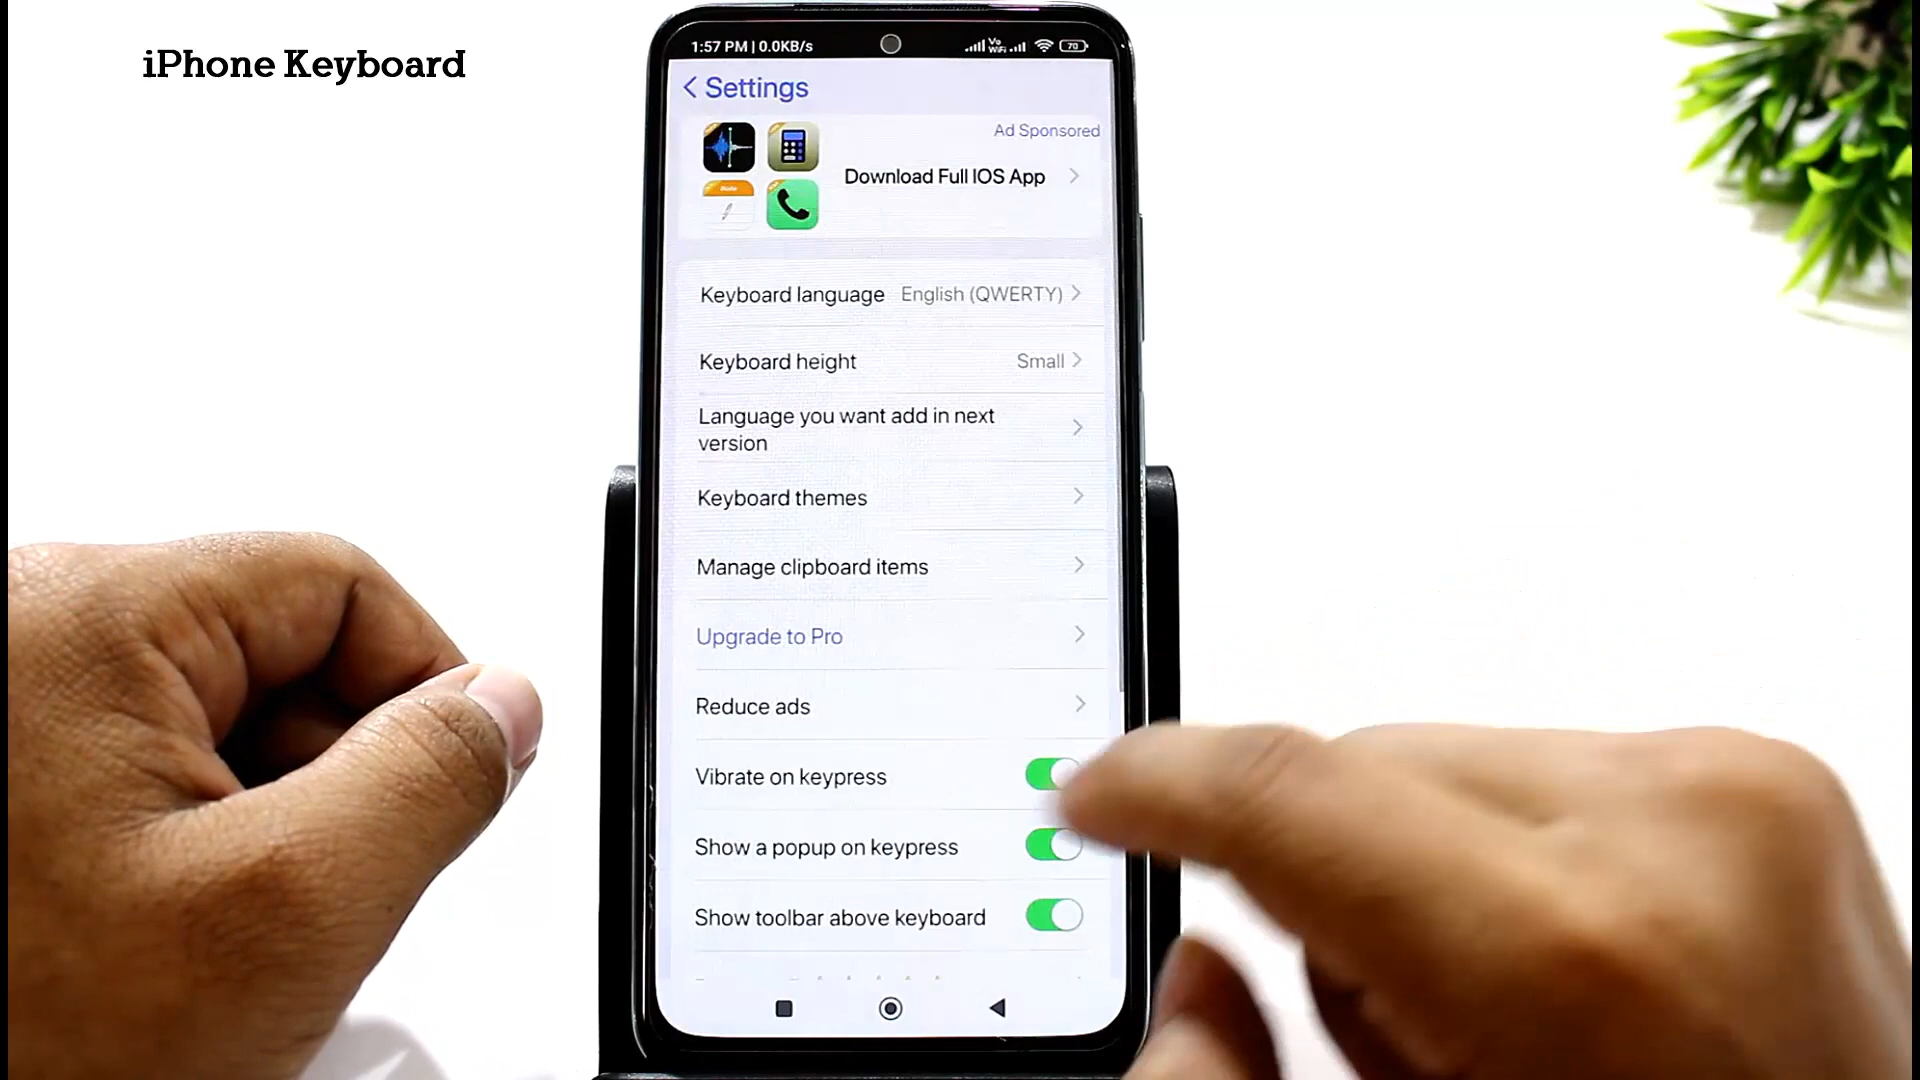 iPhone Keyboard
1:57 PM | 0.0KB/s
Vo
WiFi
70
Settings
Ad Sponsored
Download Full IOS App
Keyboard language English (QWERTY)
Keyboard height Small
Language you want add in next
version
Keyboard themes
Manage clipboard items
Upgrade to Pro
Reduce ads
Vibrate on keypress
Show a popup on keypress
Show toolbar above keyboard